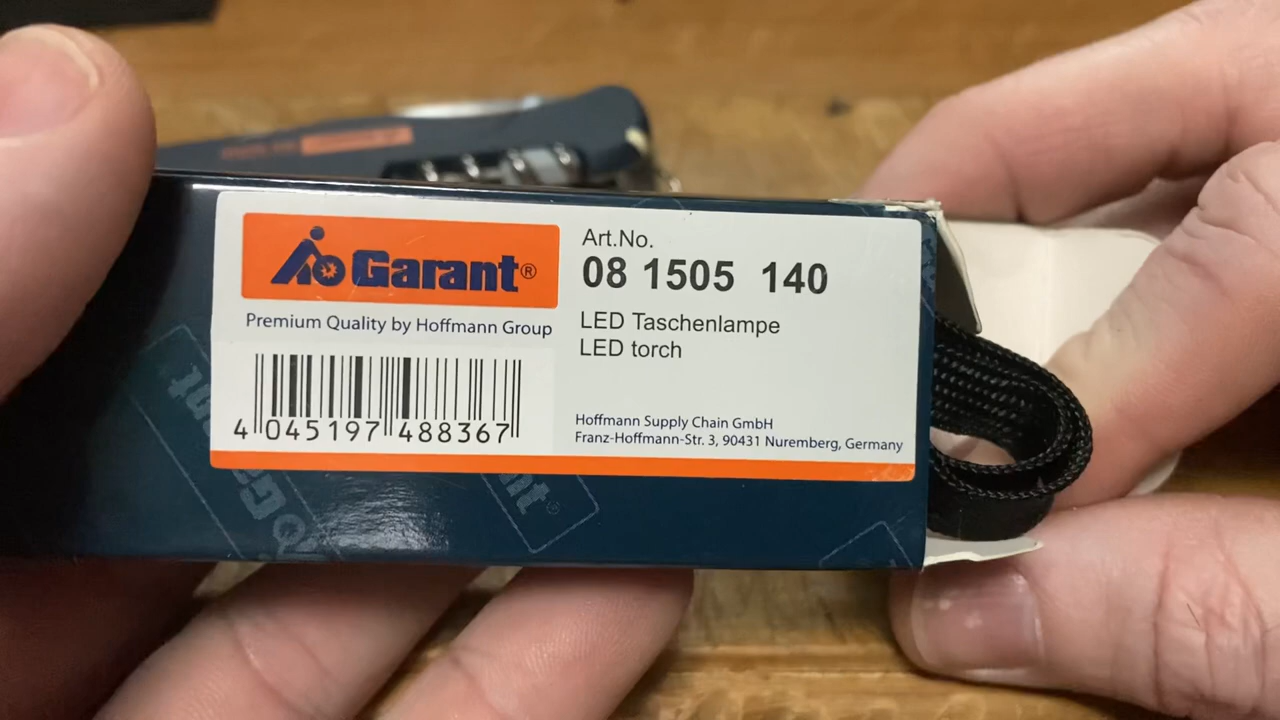 Garant®
Premium Quality by Hoffmann Group
4 045197 488367
Art.No.
08 1505 140
LED Taschenlampe
LED torch
Hoffmann Supply Chain GmbH
Franz-Hoffmann-Str. 3, 90431 Nuremberg, Germany